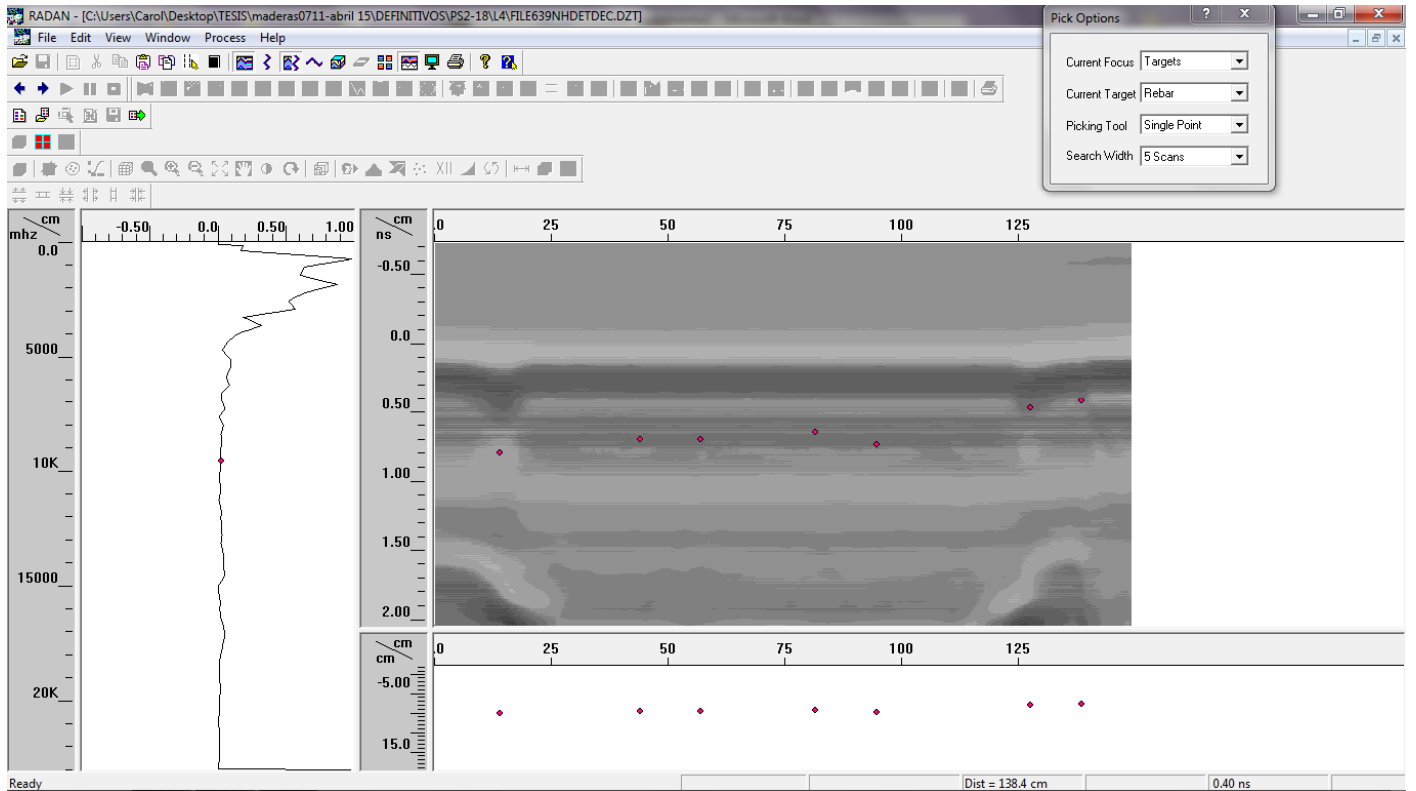 RADAN - [C:\Users\Carol\Desktop\TESIS\maderas0711-abril 15\DEFINITIVOS\PS2-18\L4\FILE639NHDETDEC.DZT]
File Edit View Window Process Help
Pick Options
Current Focus Targets
Current Target Rebar
Picking Tool Single Point
Search Width 5 Scans
cm
mhz
-0.50 0.0 0.50 1.00
0.0
5000
10K
15000
20K
cm
ns
.0 25 50 75 100 125
-0.50
0.0
0.50
1.00
1.50
2.00
cm
cm
.0 25 50 75 100 125
-5.00
15.0
Ready
Dist = 138.4 cm
0.40 ns